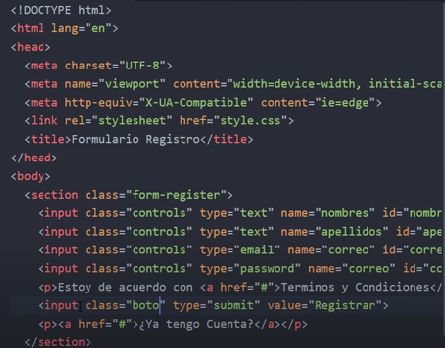 <!DOCTYPE html>
<html lang="en">
<head>
<meta charset="UTF-8">
<meta name="viewport" content="width=device-width, initial-sca
<meta http-equiv="X-UA-Compatible" content="ie=edge">
<link rel="stylesheet" href="style.css">
<title>Formulario Registro</title>
</head>
<body>
<section class="form-register">
<input class="controls" type="text" name="nombres" id="nombr
<input class="controls" type="text" name="apellidos" id="ape
<input class="controls" type="email" name="correo" id="correo
<input class="controls" type="password" name="correo" id="cc
<p>Estoy de acuerdo con <a href="#">Terminos y Condiciones</
<input class="boto" type="submit" value="Registrar">
<p><a href="#">¿Ya tengo Cuenta?</a></p>
</section>